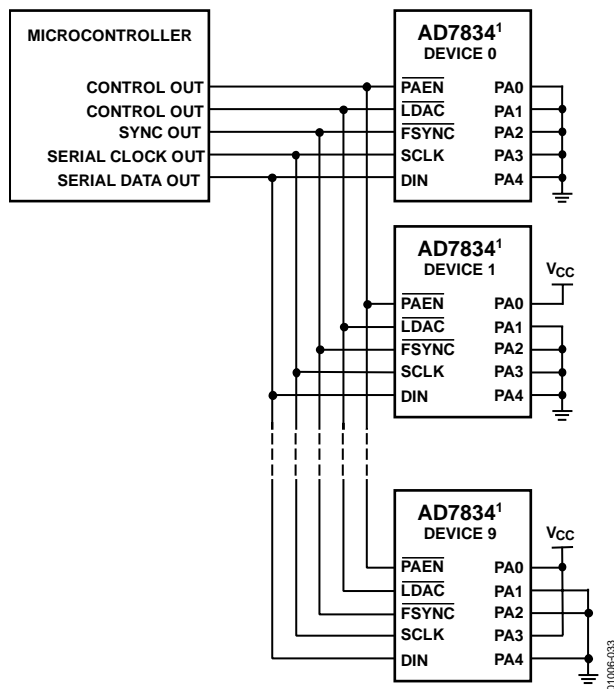 MICROCONTROLLER
CONTROL OUT
CONTROL OUT
SYNC OUT
SERIAL CLOCK OUT
SERIAL DATA OUT
AD7834¹
DEVICE 0
PAEN PA0
LDAC PA1
FSYNC PA2
SCLK PA3
DIN PA4
AD7834¹
DEVICE 1
VCC
PAEN PA0
LDAC PA1
FSYNC PA2
SCLK PA3
DIN PA4
AD7834¹
DEVICE 9
VCC
PAEN PA0
LDAC PA1
FSYNC PA2
SCLK PA3
DIN PA4
01006-033